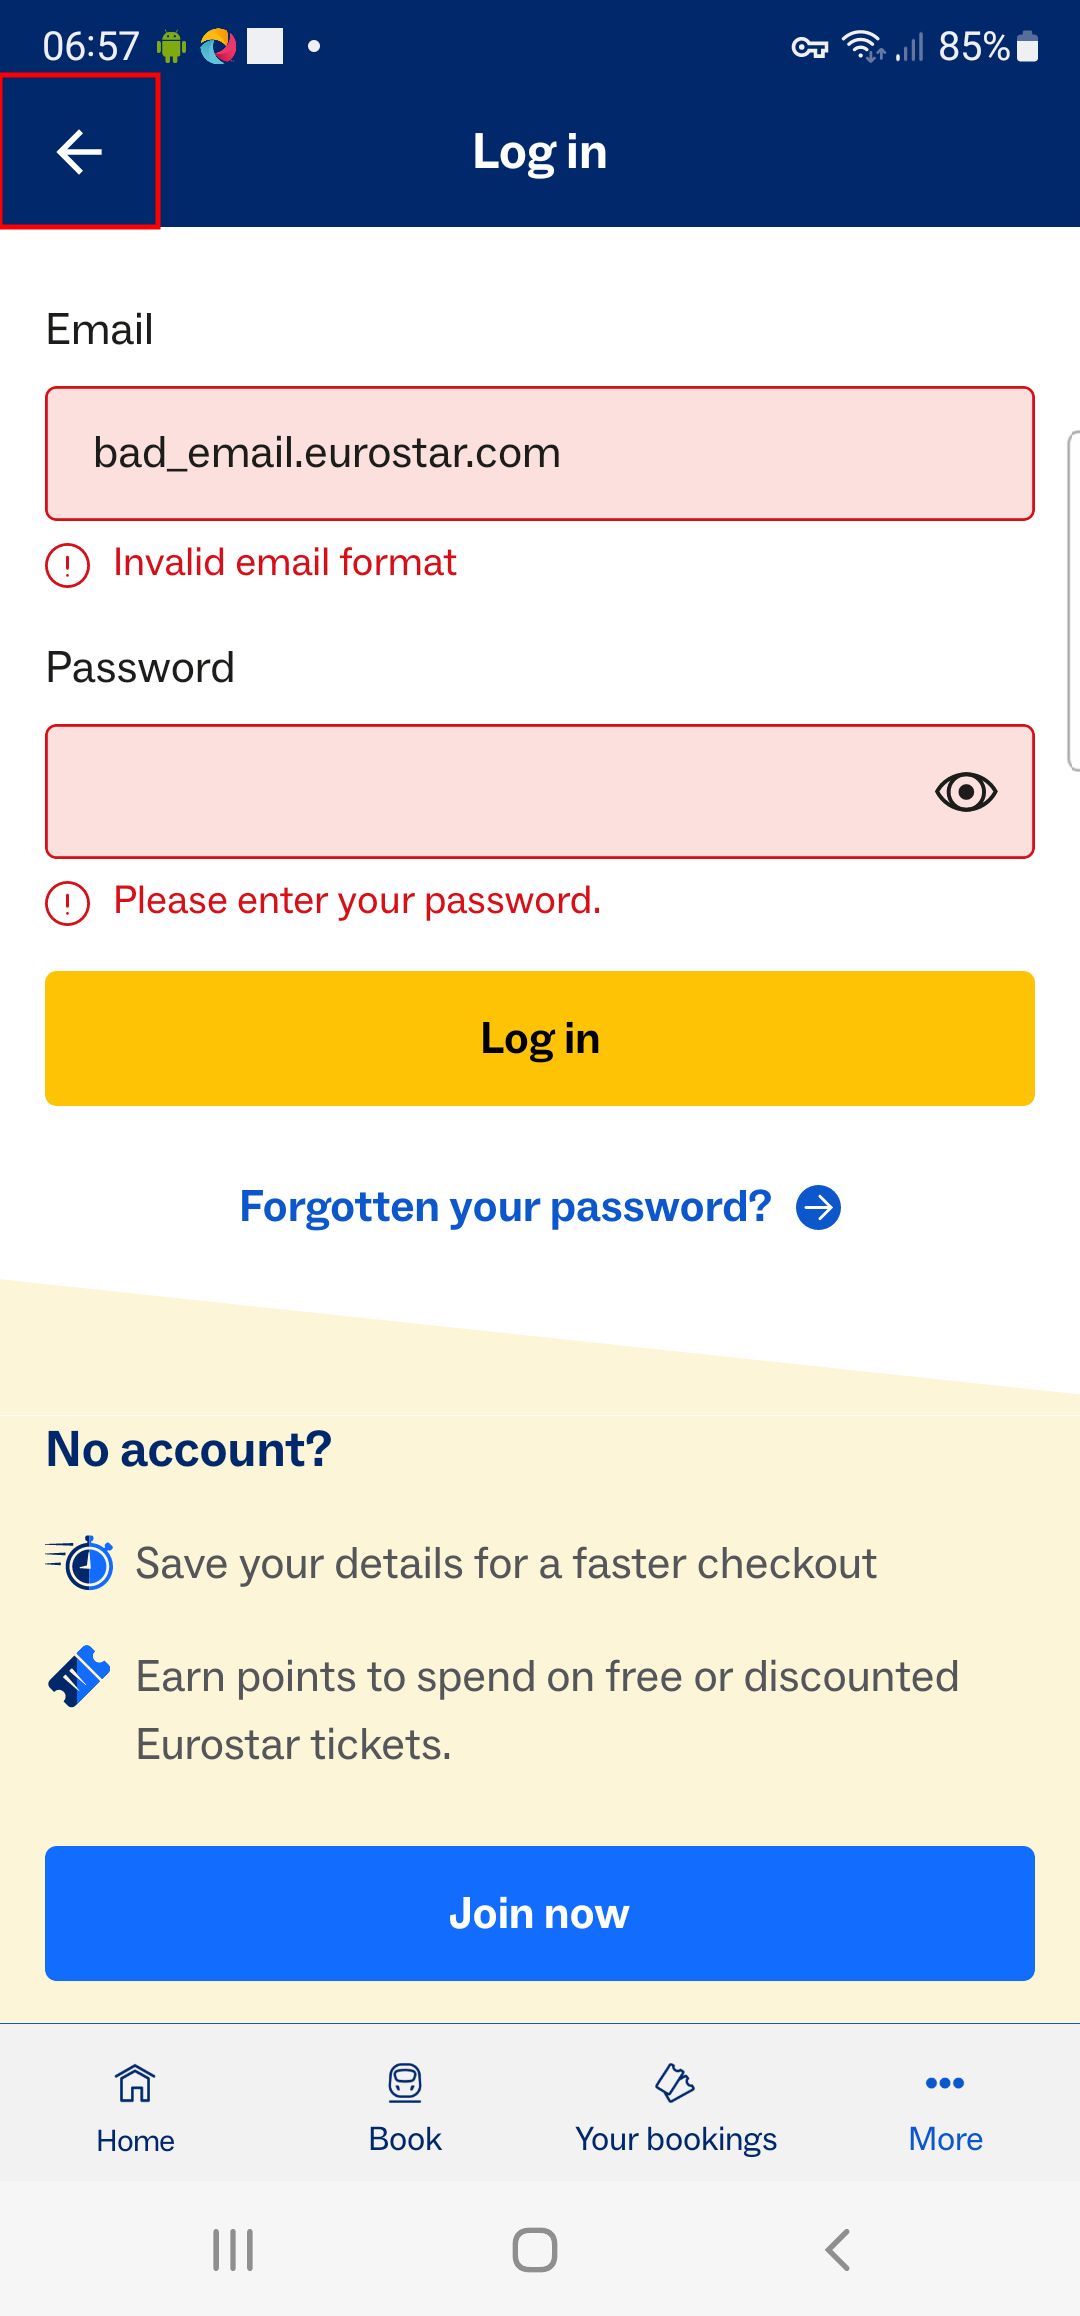 06:57
85%
Log in
Email
bad_email.eurostar.com
Invalid email format
Password
Please enter your password.
Log in
Forgotten your password?
No account?
Save your details for a faster checkout
Earn points to spend on free or discounted
Eurostar tickets.
Join now
Home
Book
Your bookings
More